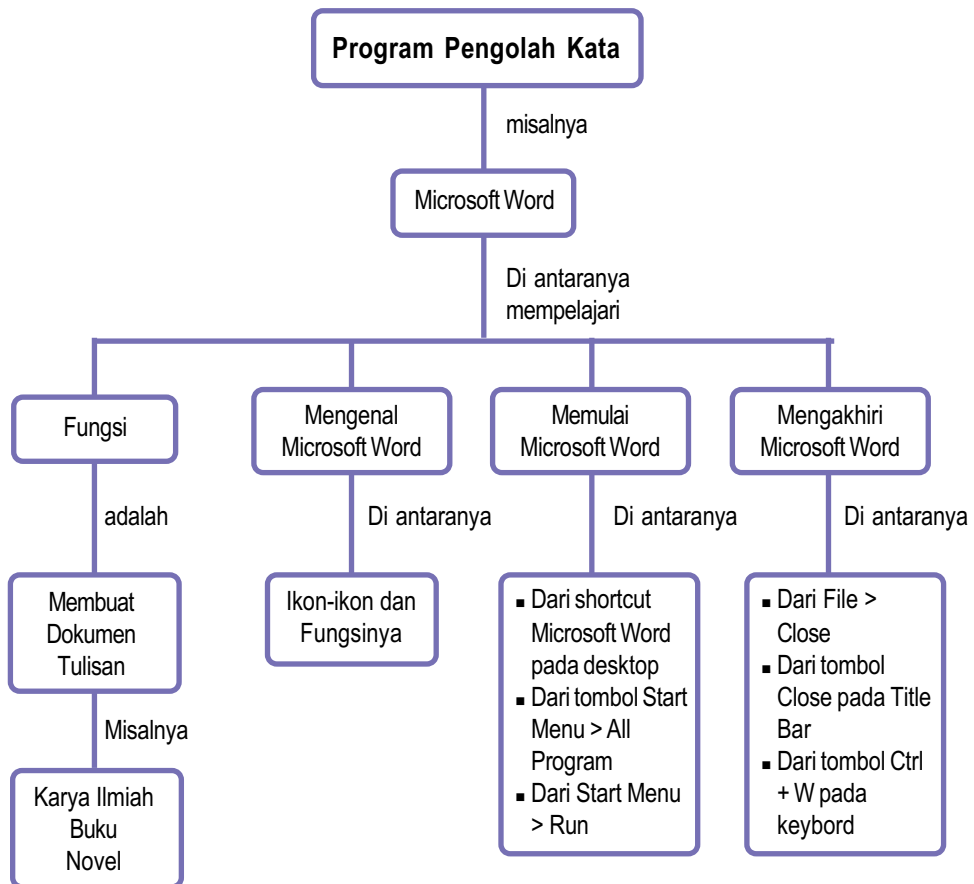 Program Pengolah Kata
misalnya
Microsoft Word
Di antaranya
mempelajari
Fungsi
adalah
Membuat
Dokumen
Tulisan
Misalnya
Karya Ilmiah
Buku
Novel
Mengenal
Microsoft Word
Di antaranya
Ikon-ikon dan
Fungsinya
Memulai
Microsoft Word
Di antaranya
▪ Dari shortcut
Microsoft Word
pada desktop
▪ Dari tombol Start
Menu > All
Program
▪ Dari Start Menu
> Run
Mengakhiri
Microsoft Word
Di antaranya
▪ Dari File >
Close
▪ Dari tombol
Close pada Title
Bar
▪ Dari tombol Ctrl
+ W pada
keybord